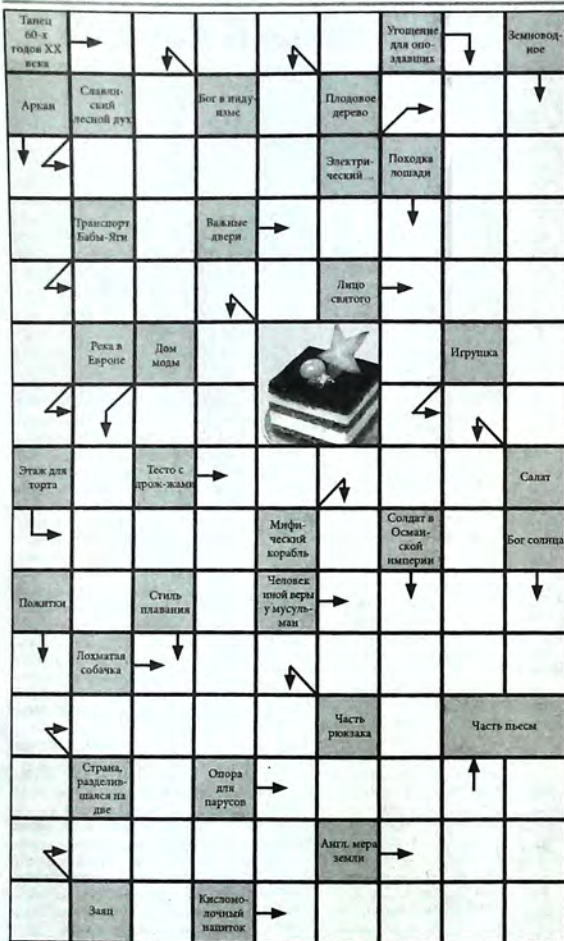 Танец
60-х
годов XX
века
Угощение
для опо-
здавших
Земновод-
ное
Аркан
Славян-
ский
лесной дух
Бог в инду-
изме
Плодовое
дерево
Электри-
ческий ...
Походка
лошади
Транспорт
Бабы-Яги
Важные
двери
Лицо
святого
Река в
Европе
Дом
моды
Игрушка
Этаж для
торта
Тесто с
дрож-жами
Салат
Мифи-
ческий
корабль
Солдат в
Осман-
ской
империи
Бог солнца
Пожитки
Стиль
плавания
Человек
иной веры
у мусуль-
ман
Лохматая
собачка
Часть
рюкзака
Часть пьесы
Страна,
разделив-
шаяся на
две
Опора
для
парусов
Англ. мера
земли
Заяц
Кисломо-
лочный
напиток